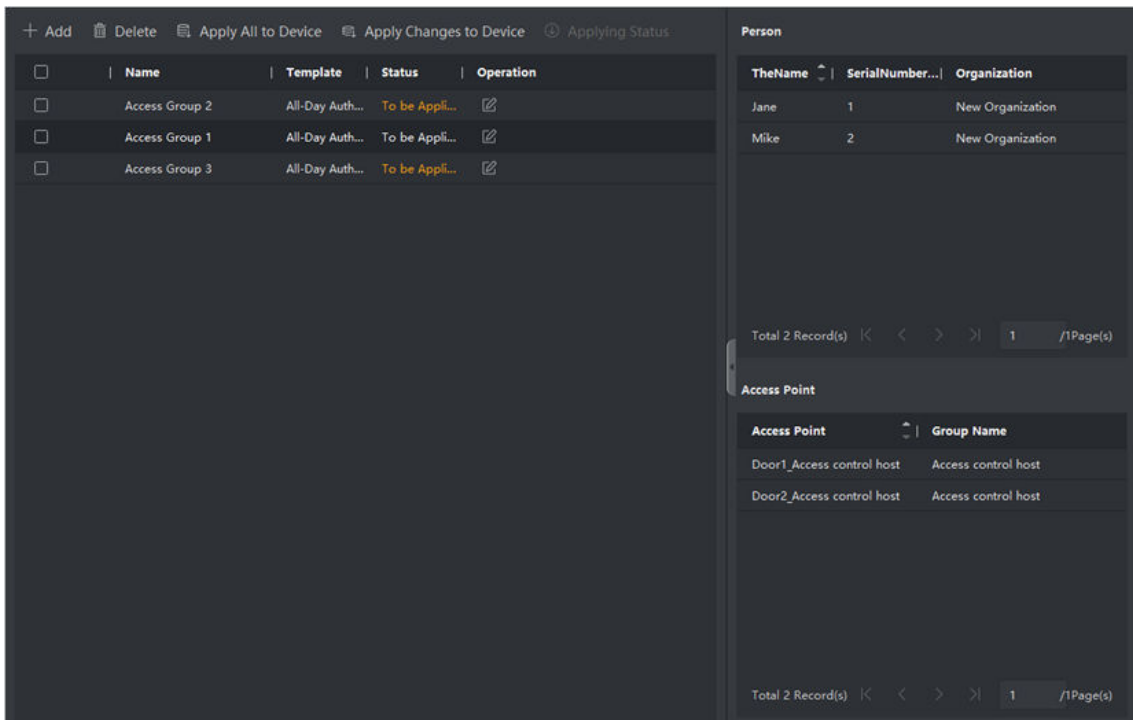 Add Delete Apply All to Device Apply Changes to Device Applying Status
Name Template Status Operation
Access Group 2 All-Day Auth... To be Appli...
Access Group 1 All-Day Auth... To be Appli...
Access Group 3 All-Day Auth... To be Appli...
Person
TheName SerialNumber... Organization
Jane 1 New Organization
Mike 2 New Organization
Total 2 Record(s) 1 /1Page(s)
Access Point
Access Point Group Name
Door1_Access control host Access control host
Door2_Access control host Access control host
Total 2 Record(s) 1 /1Page(s)